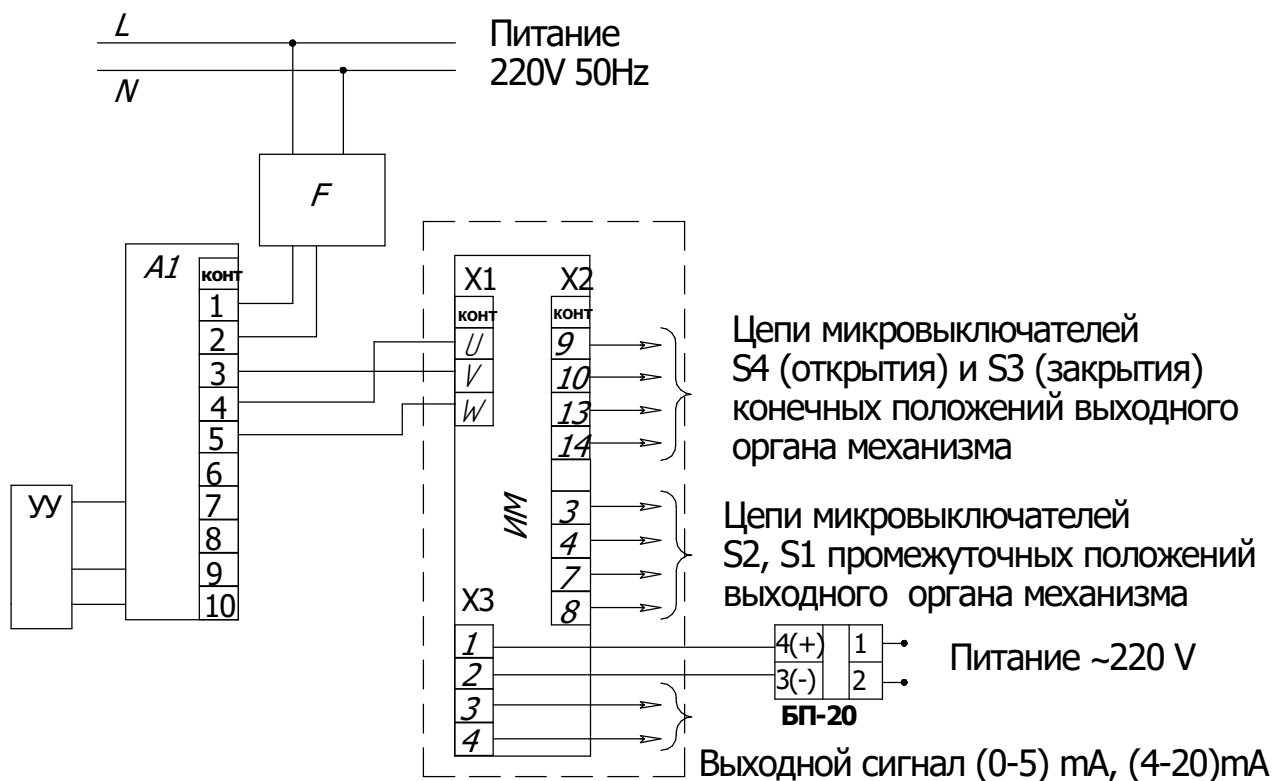 L
Питание
220V 50Hz
N
F
A1
конт
1
2
3
4
5
6
7
8
9
10
УУ
X1
конт
U
V
W
X2
конт
9
10
13
14
3
4
7
8
ИМ
X3
1
2
3
4
Цепи микровыключателей
S4 (открытия) и S3 (закрытия)
конечных положений выходного
органа механизма
Цепи микровыключателей
S2, S1 промежуточных положений
выходного органа механизма
4(+) 1
3(-) 2
БП-20
Питание ~220 V
Выходной сигнал (0-5) mA, (4-20)mA